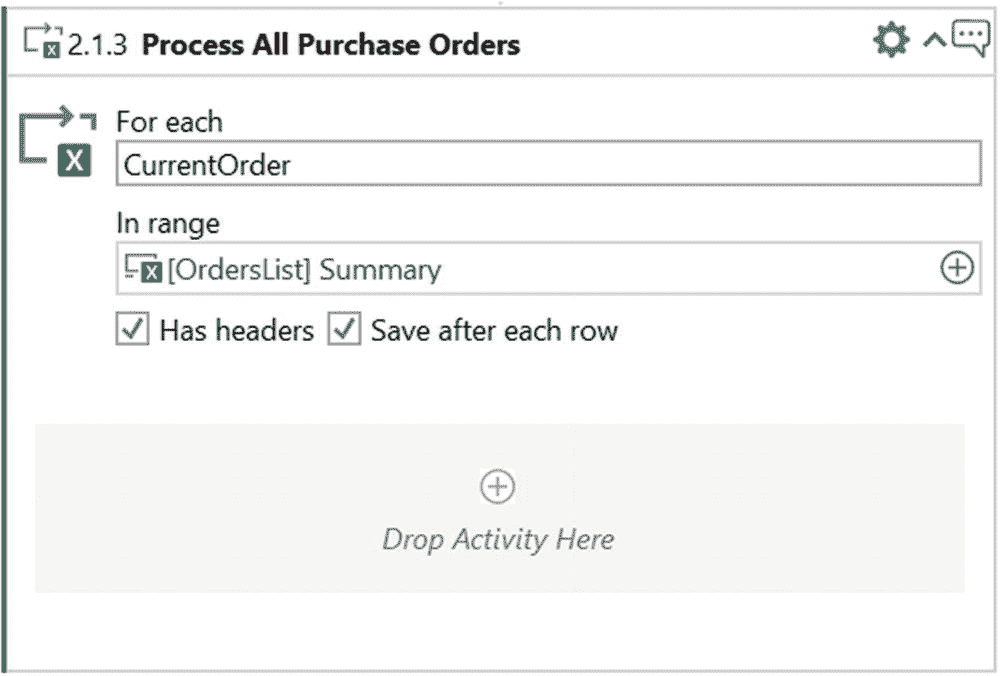 2.1.3 Process All Purchase Orders
For each
CurrentOrder
In range
[OrdersList] Summary
Has headers Save after each row
Drop Activity Here